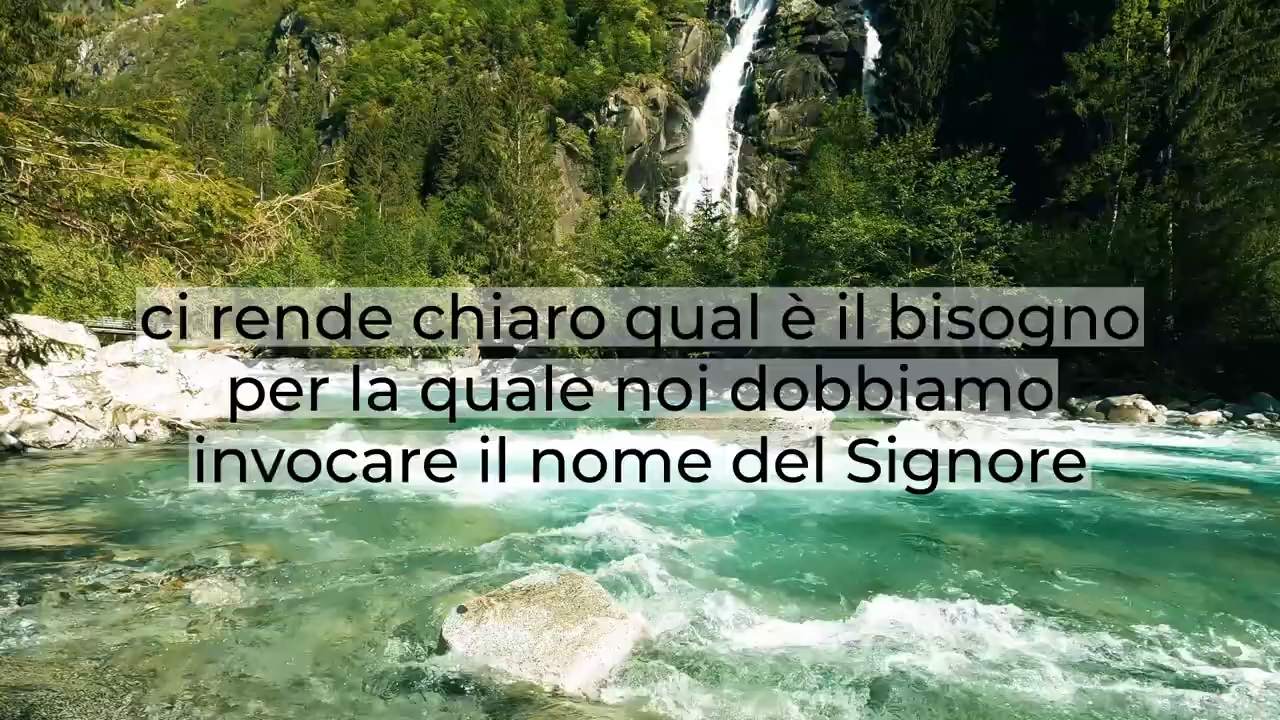 ci rende chiaro qual è il bisogno
per la quale noi dobbiamo
invocare il nome del Signore